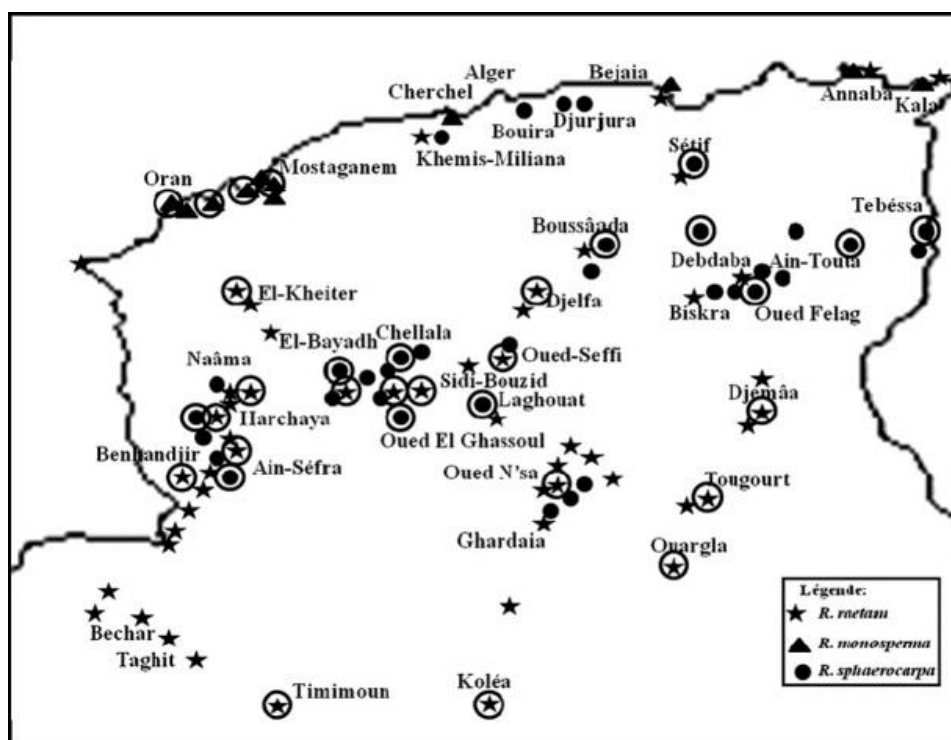 Alger
Bejaia
Cherchel
Annaba
Kala
Bouira
Djurjura
Khemis-Miliana
Sétif
Mostaganem
Oran
Tebéssa
Boussâada
Debdaba
Ain-Touta
El-Kheiter
Djelfa
Biskra
Oued Felag
El-Bayadh
Chellala
Oued-Seffi
Naâma
Sidi-Bouzid
Djemâa
Harchaya
Laghouat
Oued El Ghassoul
Benhandjir
Ain-Séfra
Oued N'sa
Tougourt
Ghardaia
Ouargla
Légende:
R. raetam
R. monosperma
R. sphaerocarpa
Bechar
Taghit
Timimoun
Koléa